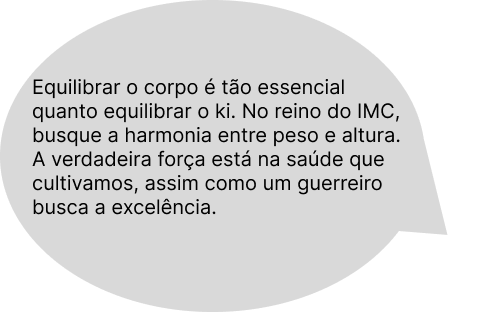 Equilibrar o corpo é tão essencial
quanto equilibrar o ki. No reino do IMC,
busque a harmonia entre peso e altura.
A verdadeira força está na saúde que
cultivamos, assim como um guerreiro
busca a excelência.